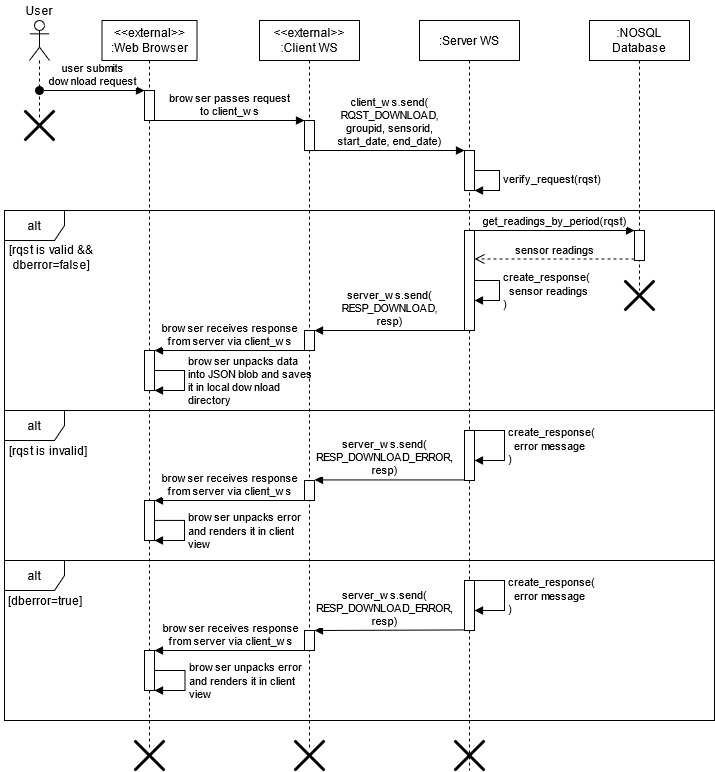 User
<<external>>
:Web Browser
<<external>>
:Client WS
:Server WS
:NOSQL
Database
user submits
download request
browser passes request
to client_ws
client_ws.send(
RQST_DOWNLOAD,
groupid, sensorid,
start_date, end_date)
verify_request(rqst)
alt
[rqst is valid &&
dberror=false]
get_readings_by_period(rqst)
sensor readings
create_response(
sensor readings
)
server_ws.send(
RESP_DOWNLOAD,
resp)
browser receives response
from server via client_ws
browser unpacks data
into JSON blob and saves
it in local download
directory
alt
[rqst is invalid]
create_response(
error message
)
server_ws.send(
RESP_DOWNLOAD_ERROR,
resp)
browser receives response
from server via client_ws
browser unpacks error
and renders it in client
view
alt
[dberror=true]
create_response(
error message
)
server_ws.send(
RESP_DOWNLOAD_ERROR,
resp)
browser receives response
from server via client_ws
browser unpacks error
and renders it in client
view